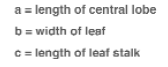 a = length of central lobe
b = width of leaf
c = length of leaf stalk